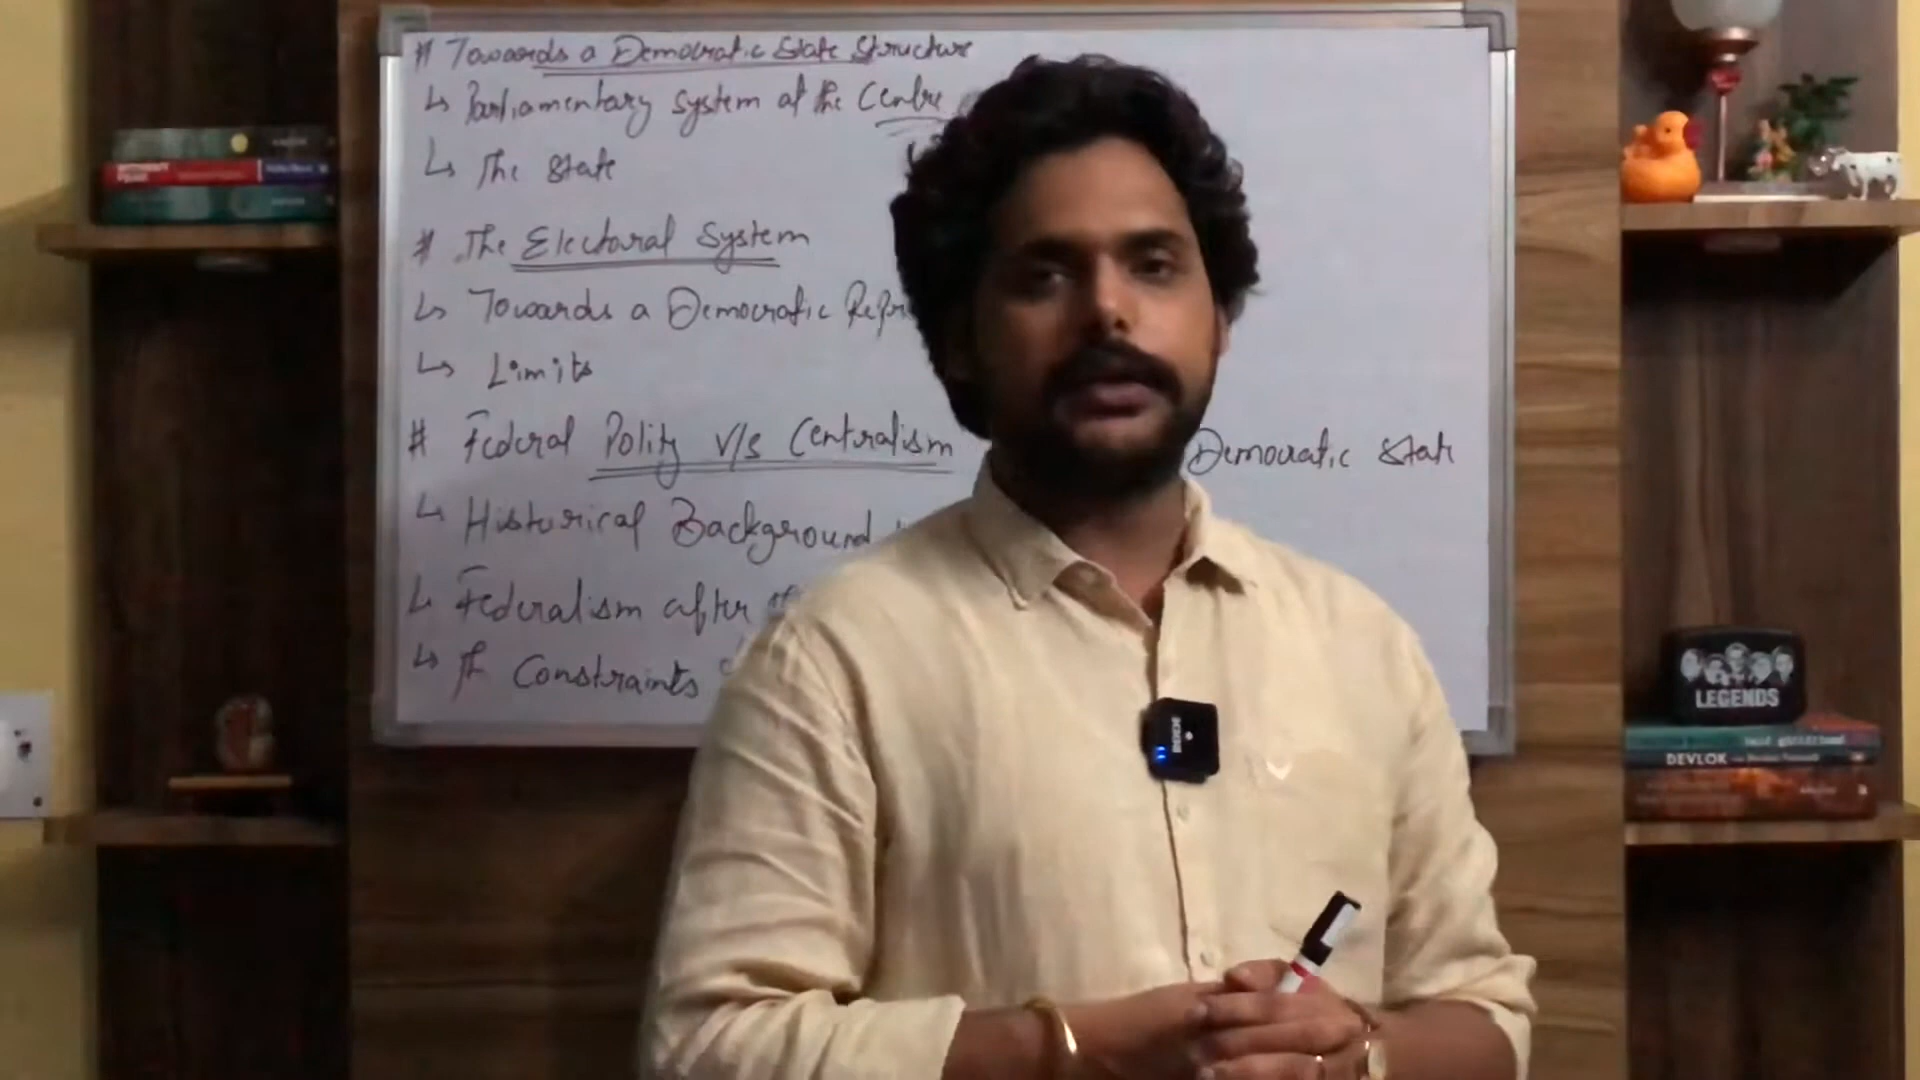 # Towards a Democratic State Structure
↳ Parliamentary System at the Centre
↳ The State
# The Electoral System
↳ Towards a Democratic Repr
↳ Limits
# Federal Polity v/s Centralism Democratic State
↳ Historical Background
↳ Federalism after
↳ Constraints
LEGENDS
DEVLOK